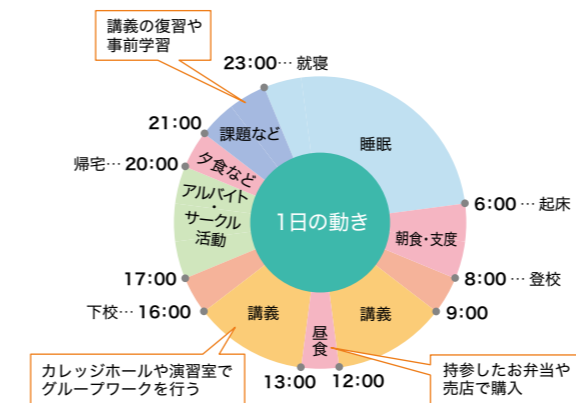 講義の復習や
事前学習
23:00… 就寝
21:00
課題など
睡眠
帰宅… 20:00
夕食など
アルバイト
・
サークル
活動
1日の動き
6:00 … 起床
朝食・支度
17:00
8:00 … 登校
下校… 16:00
9:00
講義
昼食
講義
13:00
12:00
カレッジホールや演習室で
グループワークを行う
持参したお弁当や
売店で購入